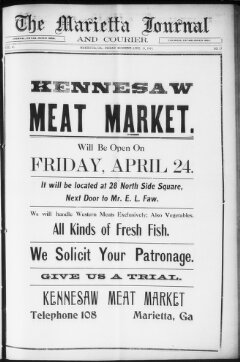 The Marietta Journal
AND COURIER.
KENNESAW
MEAT MARKET.
Will Be Open On
FRIDAY, APRIL 24.
It will be located at 28 North Side Square,
Next Door to Mr. E. L. Faw.
We will handle Western Meats Exclusively; Also Vegetables.
All Kinds of Fresh Fish.
We Solicit Your Patronage.
GIVE US A TRIAL.
KENNESAW MEAT MARKET
Telephone 108 Marietta, Ga